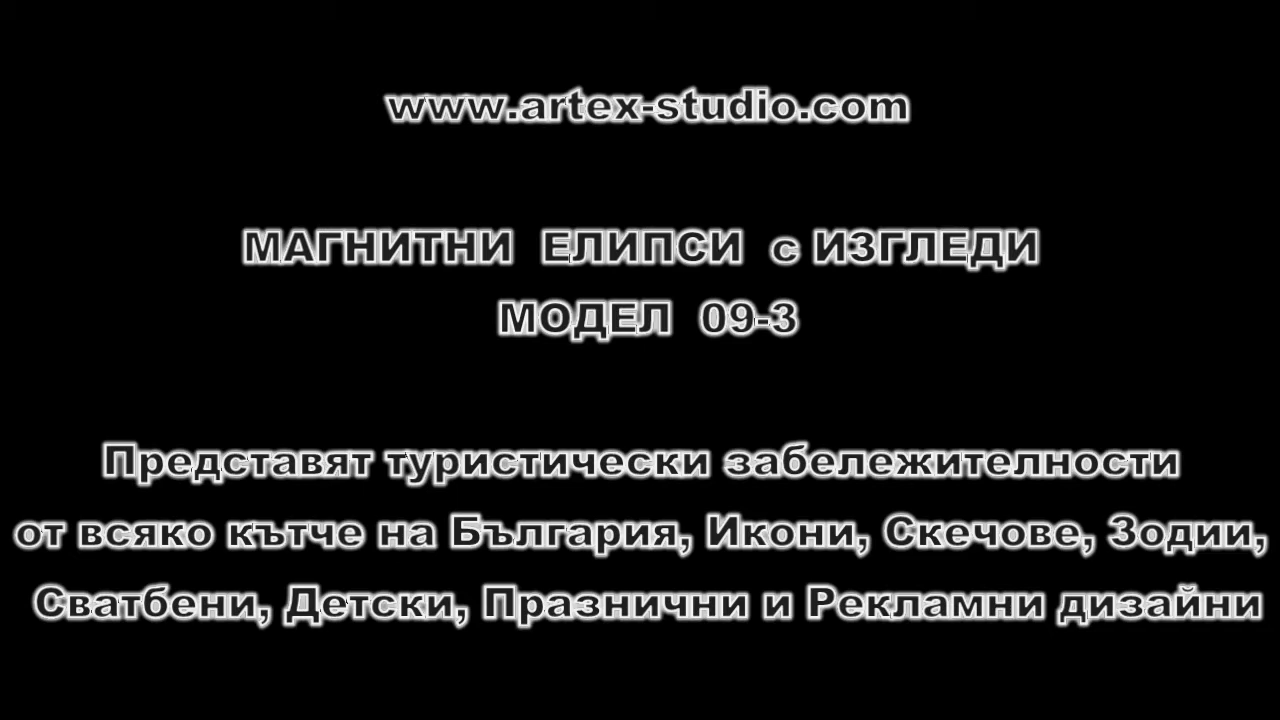 www.artex-studio.com
МАГНИТНИ ЕЛИПСИ с ИЗГЛЕДИ
МОДЕЛ 09-3
Представят туристически забележителности
от всяко кътче на България, Икони, Скечове, Зодии,
Сватбени, Детски, Празнични и Рекламни дизайни